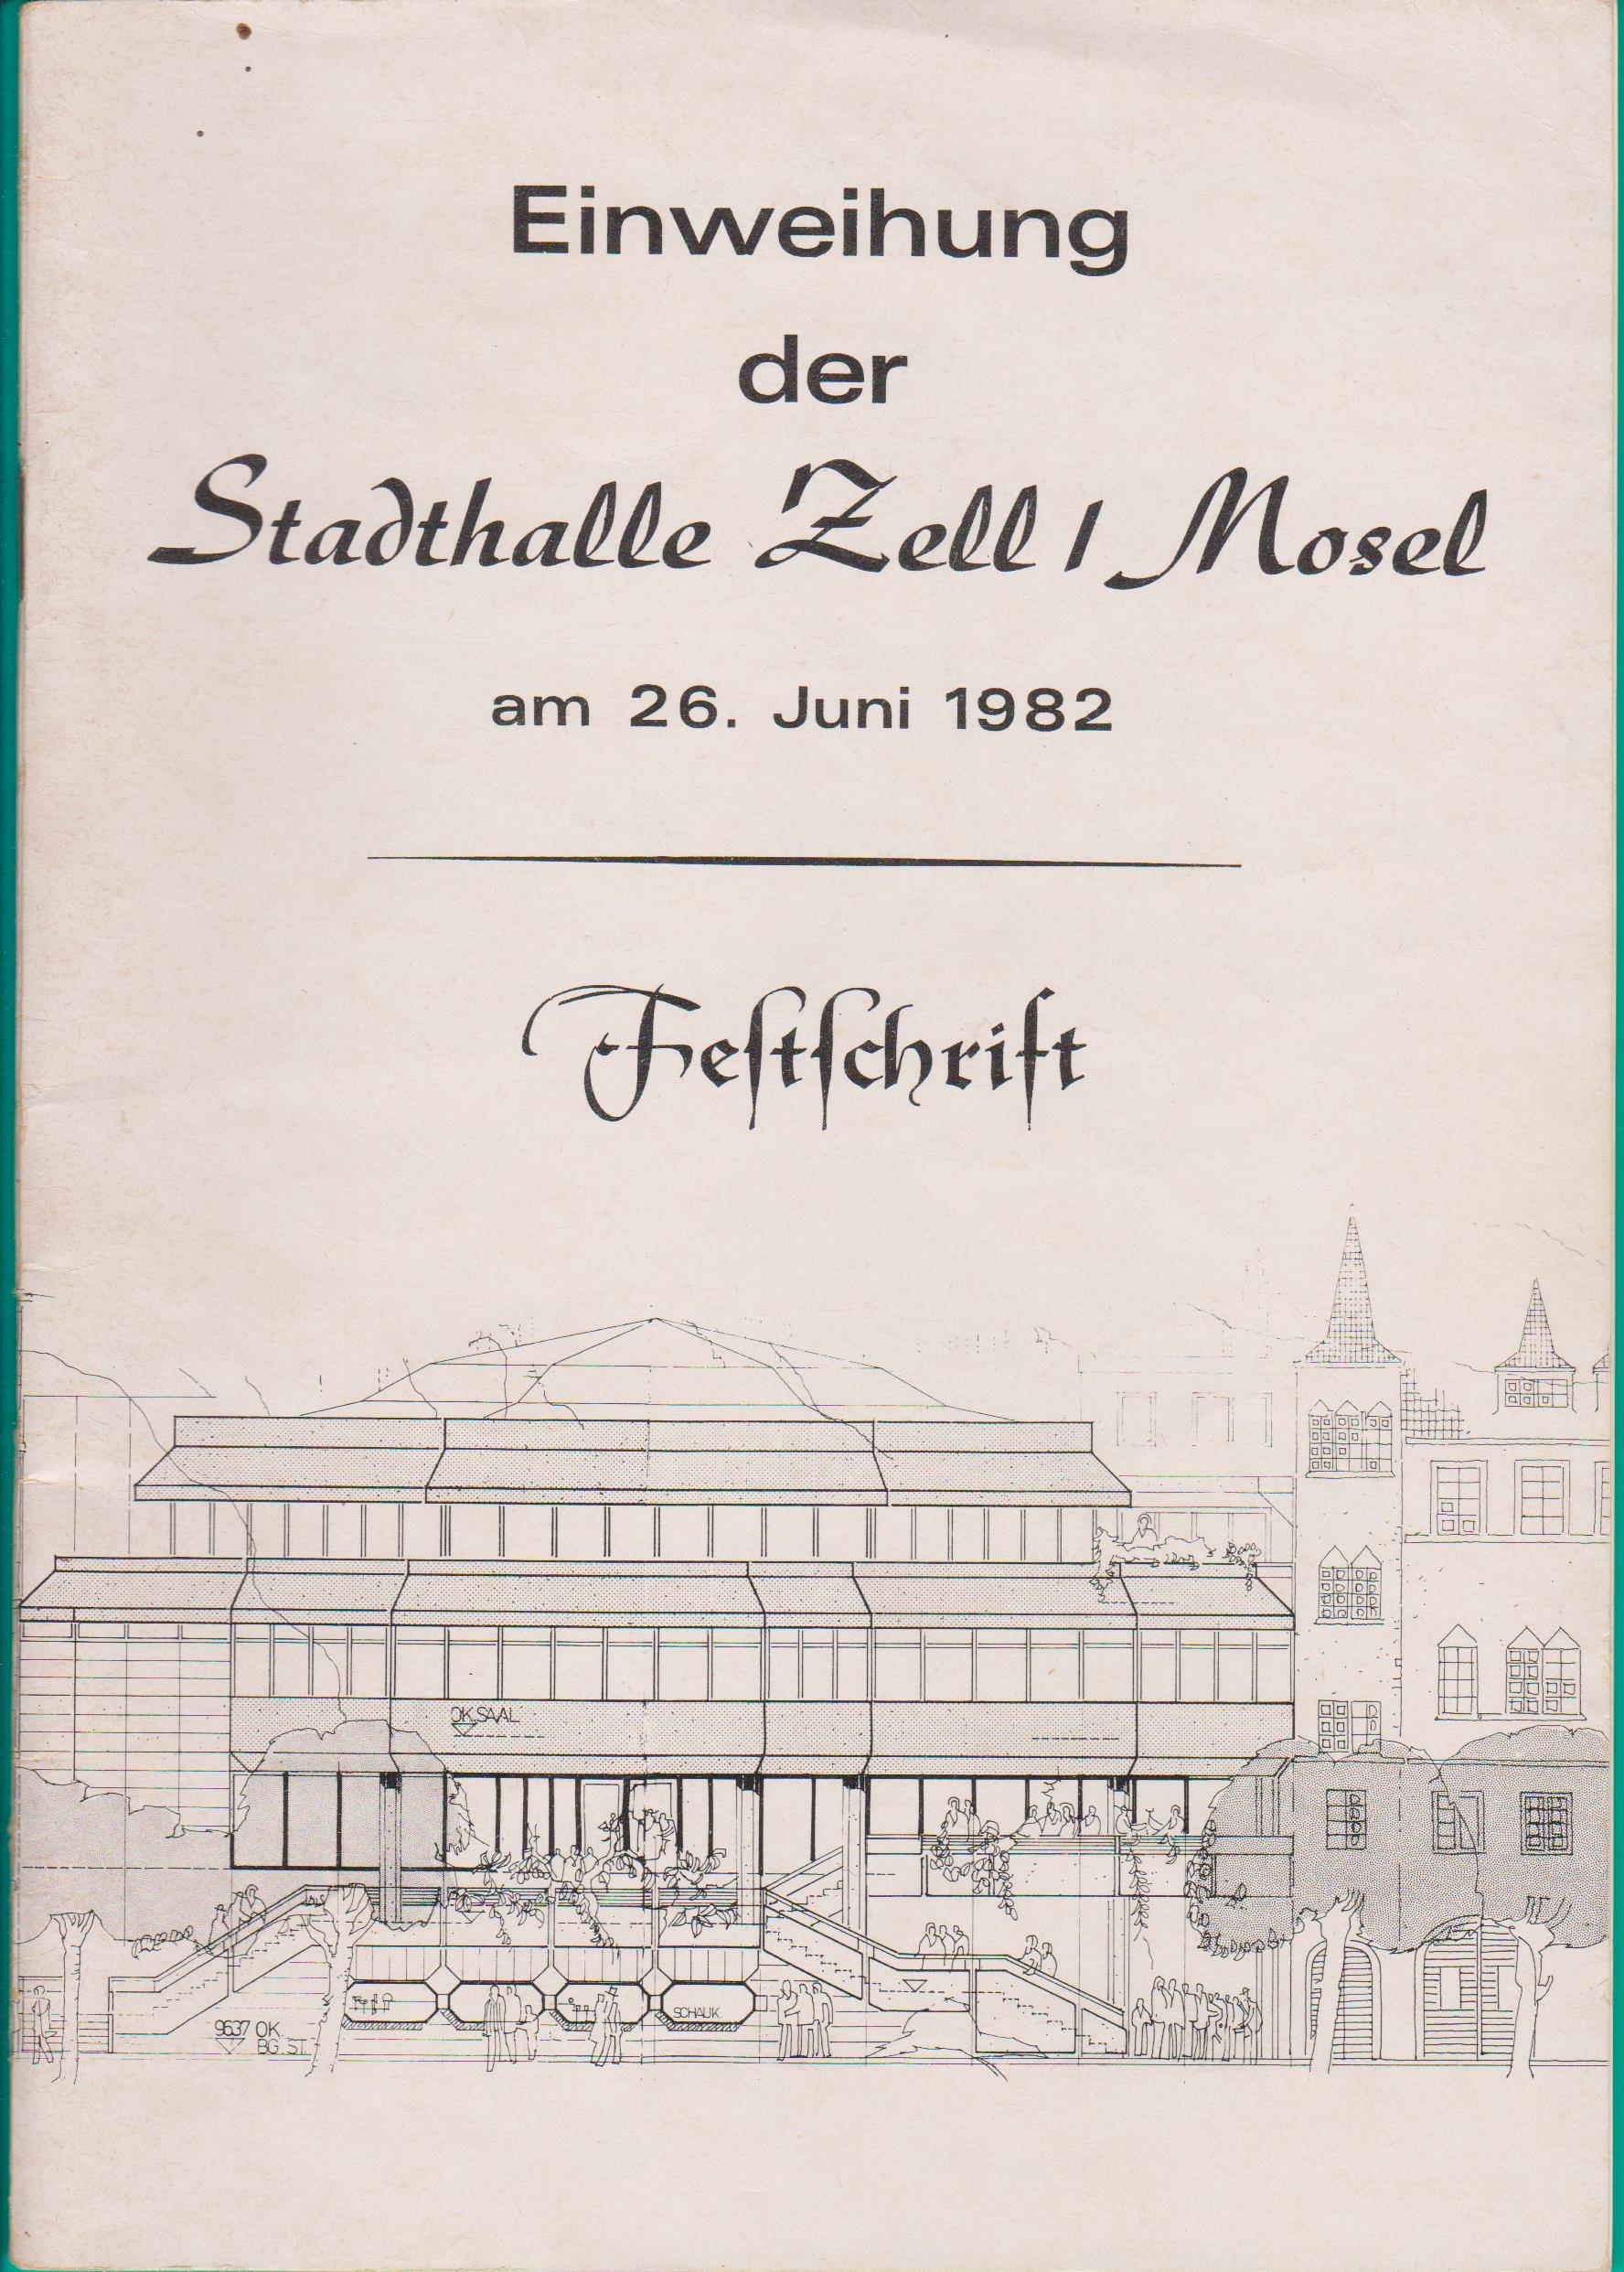 Einweihung
der
Stadthalle Zell / Mosel
am 26. Juni 1982
Feſtſchrift
OK. SAAL
SCHAUK
9637 OK
BG. ST.